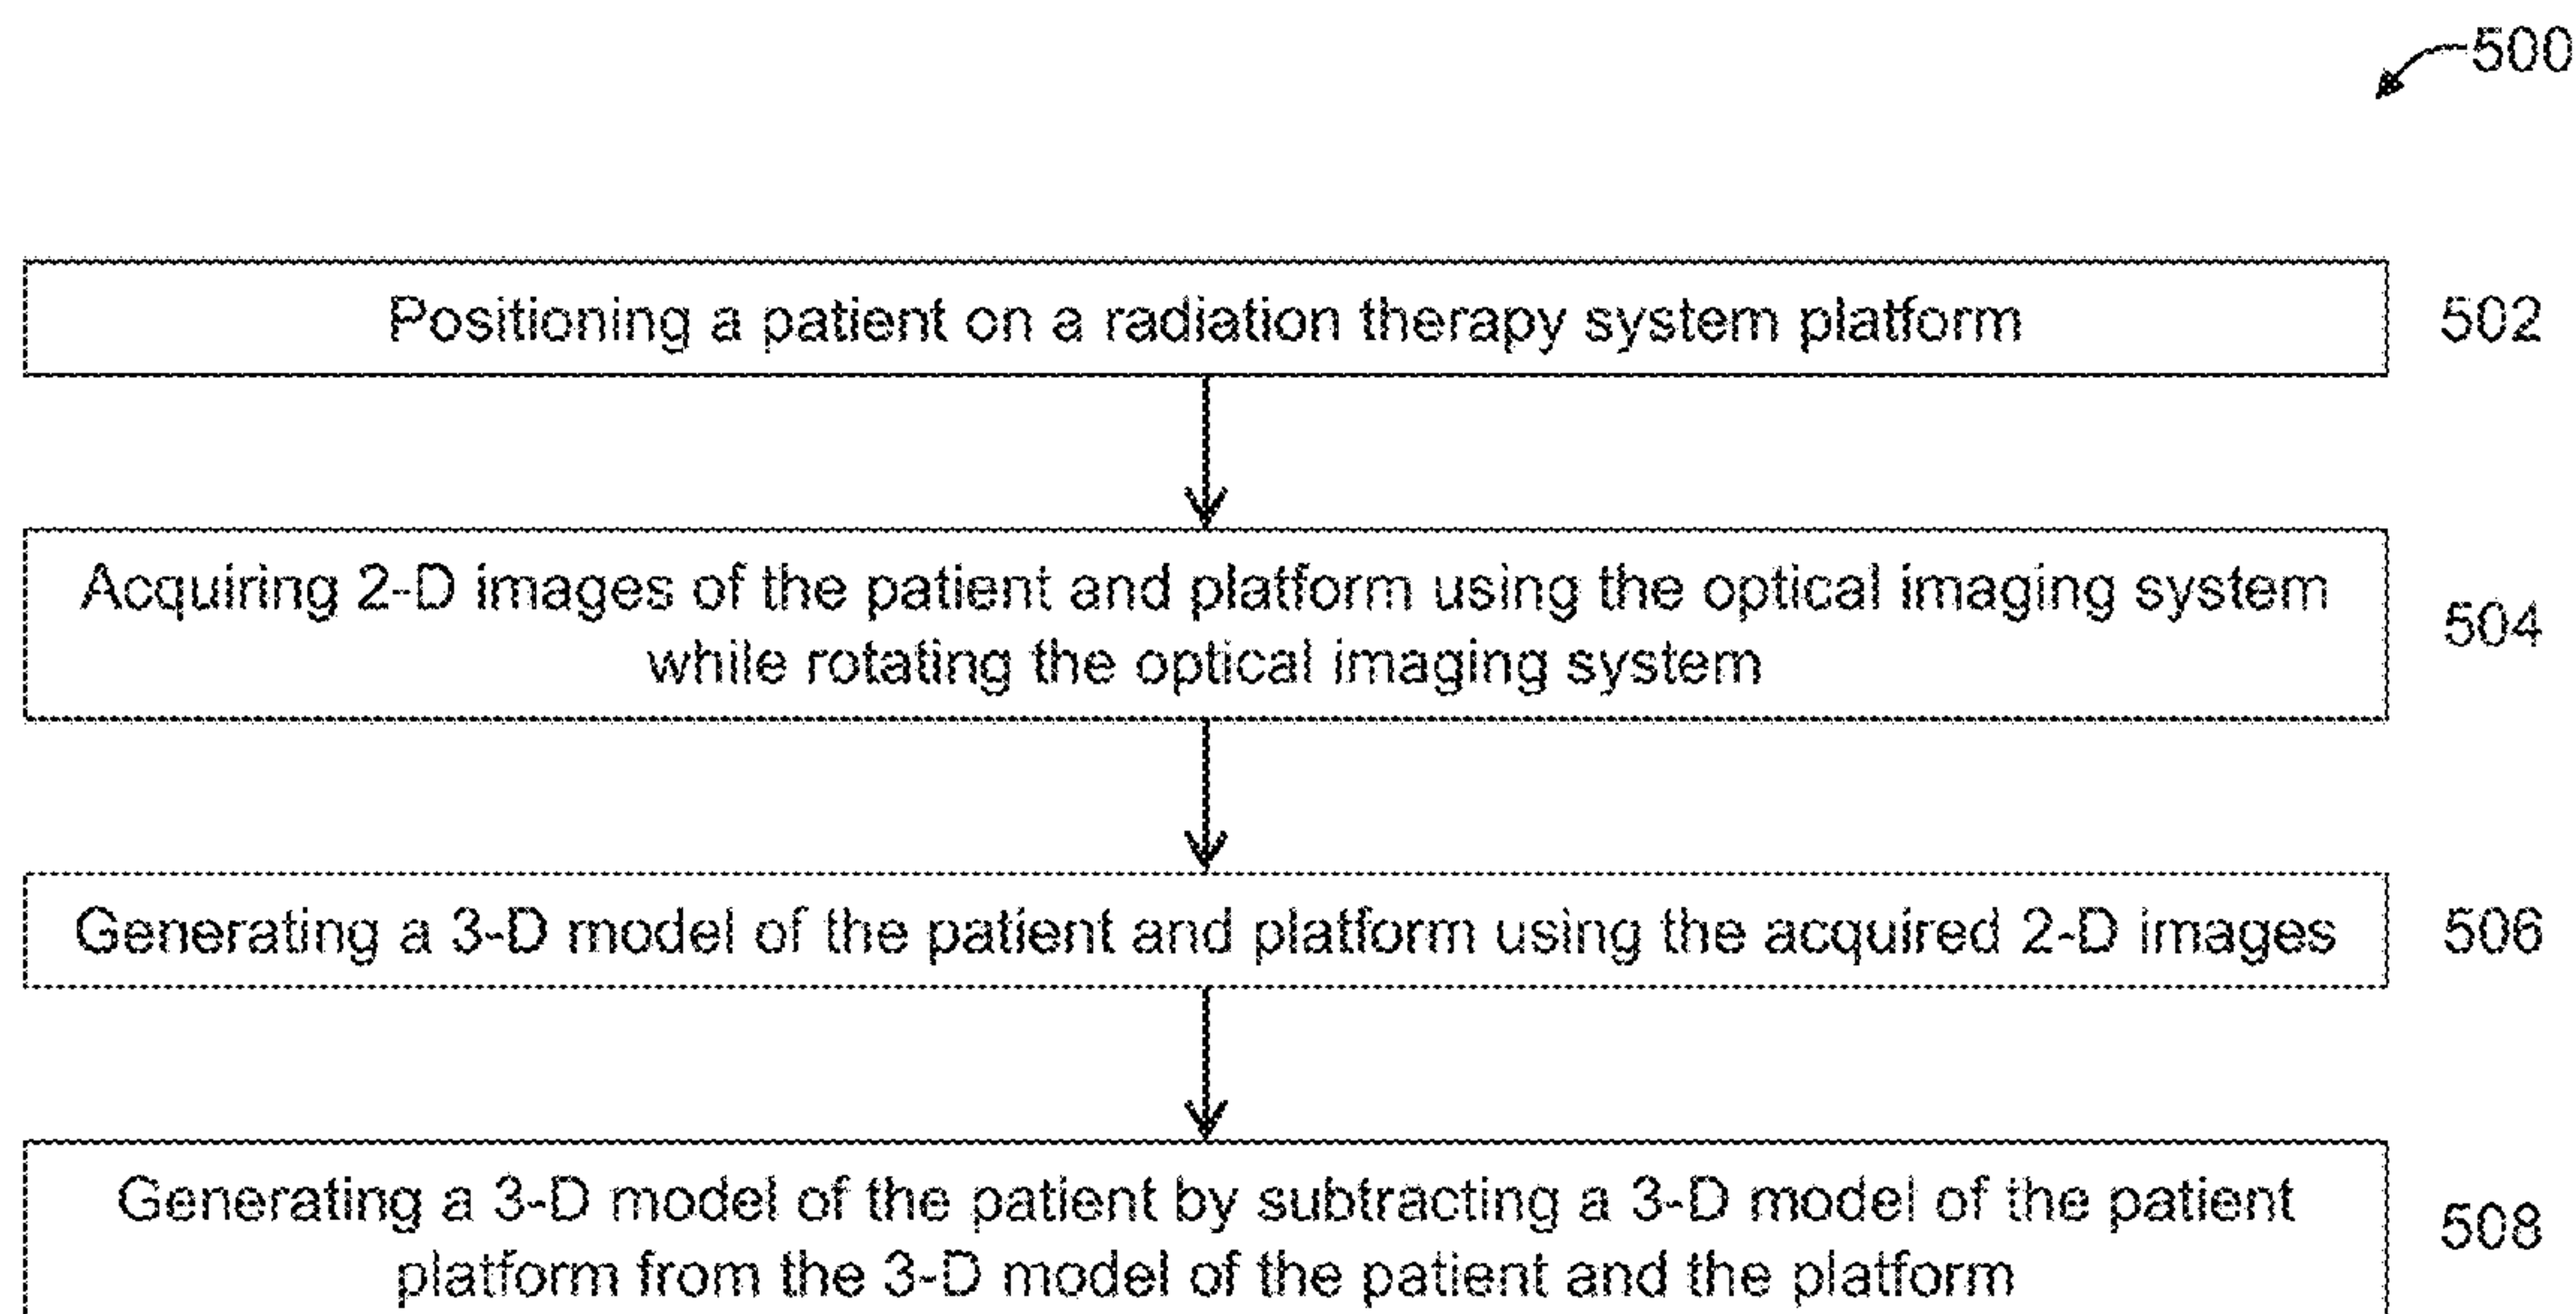 500
Positioning a patient on a radiation therapy system platform
502
Acquiring 2-D images of the patient and platform using the optical imaging system
while rotating the optical imaging system
504
Generating a 3-D model of the patient and platform using the acquired 2-D images
506
Generating a 3-D model of the patient by subtracting a 3-D model of the patient
platform from the 3-D model of the patient and the platform
508